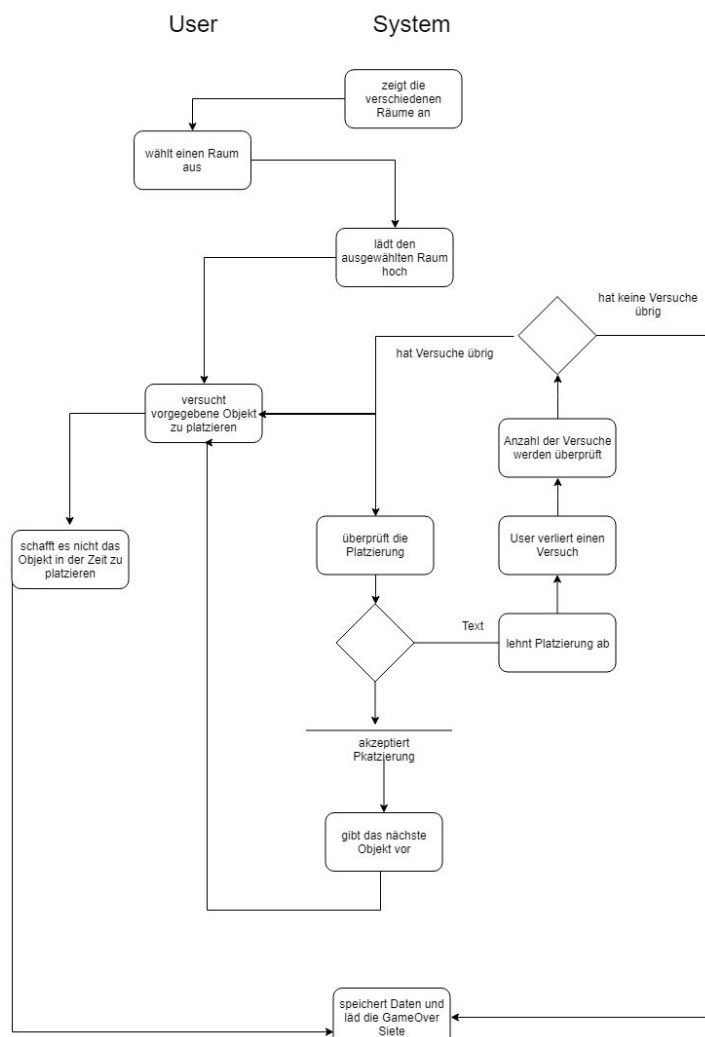 User
System
zeigt die
verschiedenen
Räume an
wählt einen Raum
aus
lädt den
ausgewählten Raum
hoch
hat keine Versuche
übrig
hat Versuche übrig
versucht
vorgegebene Objekt
zu platzieren
Anzahl der Versuche
werden überprüft
schafft es nicht das
Objekt in der Zeit zu
platzieren
überprüft die
Platzierung
User verliert einen
Versuch
Text
lehnt Platzierung ab
akzeptiert
Pkatzierung
gibt das nächste
Objekt vor
speichert Daten und
läd die GameOver
Siete